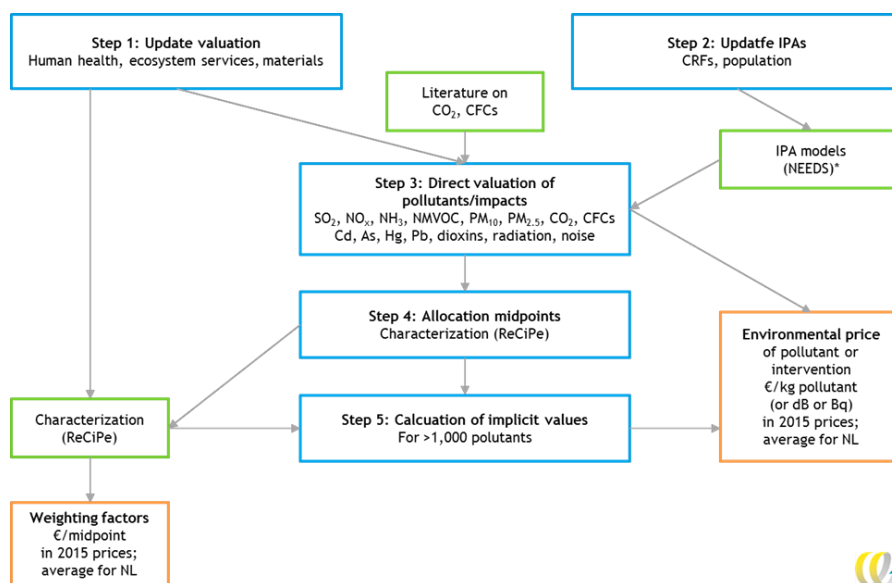 Step 1: Update valuation
Human health, ecosystem services, materials
Step 2: Updatfe IPAs
CRFs, population
Literature on
CO₂, CFCs
IPA models
(NEEDS)*
Step 3: Direct valuation of
pollutants/impacts
SO₂, NOₓ, NH₃, NMVOC, PM₁₀, PM₂.₅, CO₂, CFCs
Cd, As, Hg, Pb, dioxins, radiation, noise
Step 4: Allocation midpoints
Characterization (ReCiPe)
Environmental price
of pollutant or
intervention
€/kg pollutant
(or dB or Bq)
in 2015 prices;
average for NL
Characterization
(ReCiPe)
Step 5: Calcuation of implicit values
For >1,000 polutants
Weighting factors
€/midpoint
in 2015 prices;
average for NL